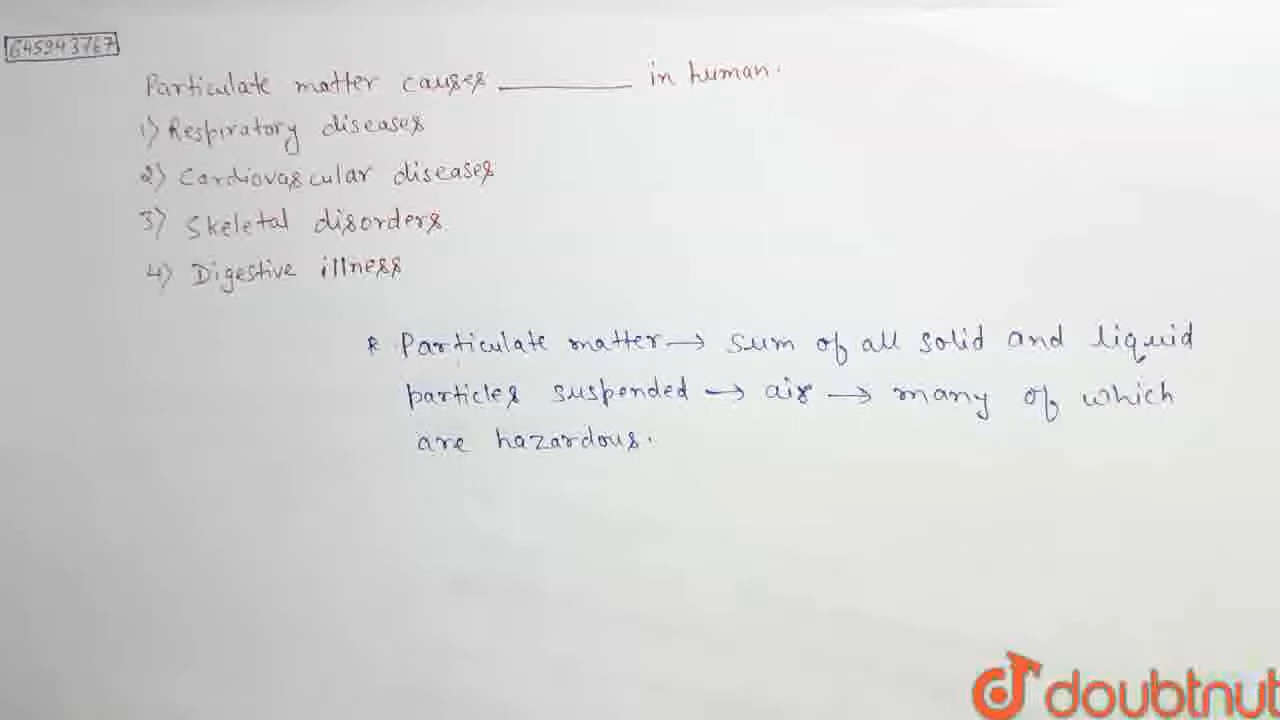 645943767
Particulate matter causes ________ in human.
1) Respiratory diseases
2) Cardiovascular diseases
3) Skeletal disorders
4) Digestive illness
* Particulate matter → sum of all solid and liquid
particles suspended → air → many of which
are hazardous.
doubtnut